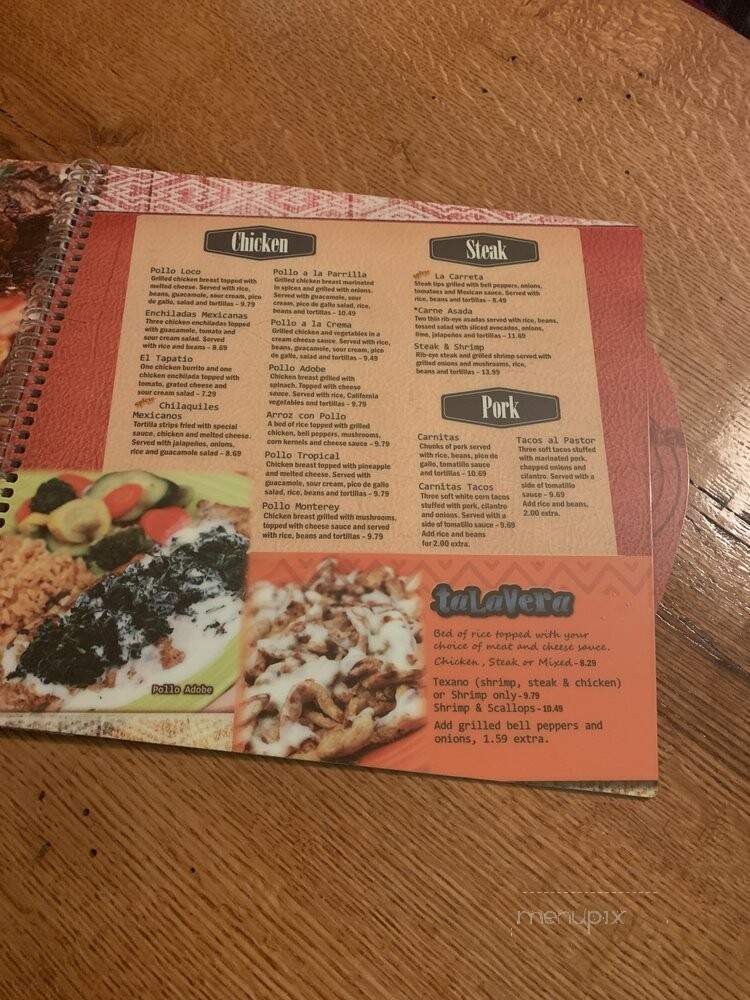 Chicken
Pollo Loco
Grilled chicken breast topped with
melted cheese. Served with rice,
beans, guacamole, sour cream, pico
de gallo, salad and tortillas - 9.79
Enchiladas Mexicanas
Three chicken enchiladas topped
with guacamole, tomato and
sour cream salad. Served
with rice and beans - 8.69
El Tapatio
One chicken burrito and one
chicken enchilada topped with
tomato, grated cheese and
sour cream salad - 7.29
spicy
Chilaquiles
Mexicanos
Tortilla strips fried with special
sauce, chicken and melted cheese.
Served with jalapeños, onions,
rice and guacamole salad - 8.69
Pollo a la Parrilla
Grilled chicken breast marinated
in spices and grilled with onions.
Served with guacamole, sour
cream, pico de gallo salad, rice,
beans and tortillas - 10.49
Pollo a la Crema
Grilled chicken and vegetables in a
cream cheese sauce. Served with rice,
beans, guacamole, sour cream, pico
de gallo, salad and tortillas - 9.49
Pollo Adobe
Chicken breast grilled with
spinach. Topped with cheese
sauce. Served with rice, California
vegetables and tortillas - 9.79
Arroz con Pollo
A bed of rice topped with grilled
chicken, bell peppers, mushrooms,
corn kernels and cheese sauce - 9.79
Pollo Tropical
Chicken breast topped with pineapple
and melted cheese. Served with
guacamole, sour cream, pico de gallo
salad, rice, beans and tortillas - 9.79
Pollo Monterey
Chicken breast grilled with mushrooms,
topped with cheese sauce and served
with rice, beans and tortillas - 9.79
Steak
spicy
La Carreta
Steak tips grilled with bell peppers, onions,
tomatoes and Mexican sauce. Served with
rice, beans and tortillas - 8.49
*Carne Asada
Two thin rib-eye asadas served with rice, beans,
tossed salad with sliced avocados, onions,
lime, jalapeños and tortillas - 11.69
Steak & Shrimp
Rib-eye steak and grilled shrimp served with
grilled onions and mushrooms, rice,
beans and tortillas - 13.99
Pork
Carnitas
Chunks of pork served
with rice, beans, pico de
gallo, tomatillo sauce
and tortillas - 10.69
Carnitas Tacos
Three soft white corn tacos
stuffed with pork, cilantro
and onions. Served with a
side of tomatillo sauce - 9.69
Add rice and beans
for 2.00 extra.
Tacos al Pastor
Three soft tacos stuffed
with marinated pork,
chopped onions and
cilantro. Served with a
side of tomatillo
sauce - 9.69
Add rice and beans,
2.00 extra.
Pollo Adobe
taLaVera
Bed of rice topped with your
choice of meat and cheese sauce.
Chicken, Steak or Mixed - 8.29
Texano (shrimp, steak & chicken)
or Shrimp only - 9.79
Shrimp & Scallops - 10.49
Add grilled bell peppers and
onions, 1.59 extra.
menupix